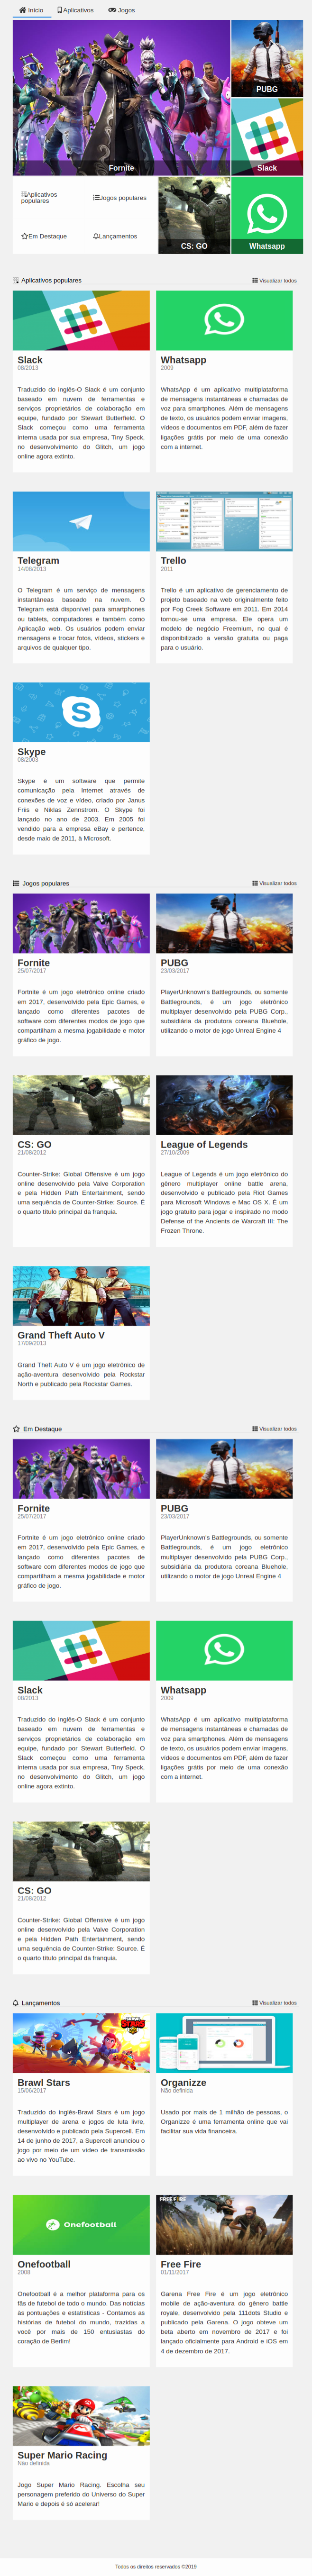 Início Aplicativos Jogos
PUBG
Fornite
Slack
Aplicativos
populares
Jogos populares
Em Destaque
Lançamentos
CS: GO
Whatsapp
Aplicativos populares
Visualizar todos
Slack
08/2013
Traduzido do inglês-O Slack é um conjunto
baseado em nuvem de ferramentas e
serviços proprietários de colaboração em
equipe, fundado por Stewart Butterfield. O
Slack começou como uma ferramenta
interna usada por sua empresa, Tiny Speck,
no desenvolvimento do Glitch, um jogo
online agora extinto.
Whatsapp
2009
WhatsApp é um aplicativo multiplataforma
de mensagens instantâneas e chamadas de
voz para smartphones. Além de mensagens
de texto, os usuários podem enviar imagens,
vídeos e documentos em PDF, além de fazer
ligações grátis por meio de uma conexão
com a internet.
Telegram
14/08/2013
O Telegram é um serviço de mensagens
instantâneas baseado na nuvem. O
Telegram está disponível para smartphones
ou tablets, computadores e também como
Aplicação web. Os usuários podem enviar
mensagens e trocar fotos, vídeos, stickers e
arquivos de qualquer tipo.
Trello
2011
Trello é um aplicativo de gerenciamento de
projeto baseado na web originalmente feito
por Fog Creek Software em 2011. Em 2014
tornou-se uma empresa. Ele opera um
modelo de negócio Freemium, no qual é
disponibilizado a versão gratuita ou paga
para o usuário.
Skype
08/2003
Skype é um software que permite
comunicação pela Internet através de
conexões de voz e vídeo, criado por Janus
Friis e Niklas Zennstrom. O Skype foi
lançado no ano de 2003. Em 2005 foi
vendido para a empresa eBay e pertence,
desde maio de 2011, à Microsoft.
Jogos populares
Visualizar todos
Fornite
25/07/2017
Fortnite é um jogo eletrônico online criado
em 2017, desenvolvido pela Epic Games, e
lançado como diferentes pacotes de
software com diferentes modos de jogo que
compartilham a mesma jogabilidade e motor
gráfico de jogo.
PUBG
23/03/2017
PlayerUnknown's Battlegrounds, ou somente
Battlegrounds, é um jogo eletrônico
multiplayer desenvolvido pela PUBG Corp.,
subsidiária da produtora coreana Bluehole,
utilizando o motor de jogo Unreal Engine 4
CS: GO
21/08/2012
Counter-Strike: Global Offensive é um jogo
online desenvolvido pela Valve Corporation
e pela Hidden Path Entertainment, sendo
uma sequência de Counter-Strike: Source. É
o quarto título principal da franquia.
League of Legends
27/10/2009
League of Legends é um jogo eletrônico do
gênero multiplayer online battle arena,
desenvolvido e publicado pela Riot Games
para Microsoft Windows e Mac OS X. É um
jogo gratuito para jogar e inspirado no modo
Defense of the Ancients de Warcraft III: The
Frozen Throne.
Grand Theft Auto V
17/09/2013
Grand Theft Auto V é um jogo eletrônico de
ação-aventura desenvolvido pela Rockstar
North e publicado pela Rockstar Games.
Em Destaque
Visualizar todos
Fornite
25/07/2017
Fortnite é um jogo eletrônico online criado
em 2017, desenvolvido pela Epic Games, e
lançado como diferentes pacotes de
software com diferentes modos de jogo que
compartilham a mesma jogabilidade e motor
gráfico de jogo.
PUBG
23/03/2017
PlayerUnknown's Battlegrounds, ou somente
Battlegrounds, é um jogo eletrônico
multiplayer desenvolvido pela PUBG Corp.,
subsidiária da produtora coreana Bluehole,
utilizando o motor de jogo Unreal Engine 4
Slack
08/2013
Traduzido do inglês-O Slack é um conjunto
baseado em nuvem de ferramentas e
serviços proprietários de colaboração em
equipe, fundado por Stewart Butterfield. O
Slack começou como uma ferramenta
interna usada por sua empresa, Tiny Speck,
no desenvolvimento do Glitch, um jogo
online agora extinto.
Whatsapp
2009
WhatsApp é um aplicativo multiplataforma
de mensagens instantâneas e chamadas de
voz para smartphones. Além de mensagens
de texto, os usuários podem enviar imagens,
vídeos e documentos em PDF, além de fazer
ligações grátis por meio de uma conexão
com a internet.
CS: GO
21/08/2012
Counter-Strike: Global Offensive é um jogo
online desenvolvido pela Valve Corporation
e pela Hidden Path Entertainment, sendo
uma sequência de Counter-Strike: Source. É
o quarto título principal da franquia.
Lançamentos
Visualizar todos
Brawl Stars
15/06/2017
Traduzido do inglês-Brawl Stars é um jogo
multiplayer de arena e jogos de luta livre,
desenvolvido e publicado pela Supercell. Em
14 de junho de 2017, a Supercell anunciou o
jogo por meio de um vídeo de transmissão
ao vivo no YouTube.
Organizze
Não definida
Usado por mais de 1 milhão de pessoas, o
Organizze é uma ferramenta online que vai
facilitar sua vida financeira.
Onefootball
Onefootball
2008
Onefootball é a melhor plataforma para os
fãs de futebol de todo o mundo. Das notícias
às pontuações e estatísticas - Contamos as
histórias de futebol do mundo, trazidas a
você por mais de 150 entusiastas do
coração de Berlim!
FREE FIRE
Free Fire
01/11/2017
Garena Free Fire é um jogo eletrônico
mobile de ação-aventura do gênero battle
royale, desenvolvido pela 111dots Studio e
publicado pela Garena. O jogo obteve um
beta aberto em novembro de 2017 e foi
lançado oficialmente para Android e iOS em
4 de dezembro de 2017.
Super Mario Racing
Não definida
Jogo Super Mario Racing. Escolha seu
personagem preferido do Universo do Super
Mario e depois é só acelerar!
Todos os direitos reservados ©2019